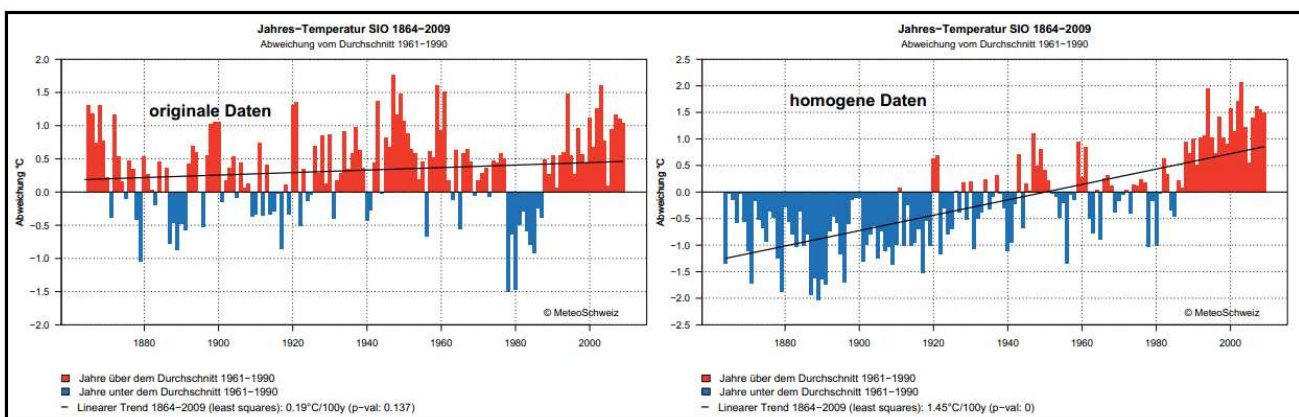 Jahres−Temperatur SIO 1864−2009
Abweichung vom Durchschnitt 1961−1990
originale Daten
Abweichung °C
2.0
1.5
1.0
0.5
0.0
−0.5
−1.0
−1.5
−2.0
© MeteoSchweiz
1880 1900 1920 1940 1960 1980 2000
Jahre über dem Durchschnitt 1961−1990
Jahre unter dem Durchschnitt 1961−1990
Linearer Trend 1864−2009 (least squares): 0.19°C/100y (p−val: 0.137)
Jahres−Temperatur SIO 1864−2009
Abweichung vom Durchschnitt 1961−1990
homogene Daten
Abweichung °C
2.5
2.0
1.5
1.0
0.5
0.0
−0.5
−1.0
−1.5
−2.0
−2.5
© MeteoSchweiz
1880 1900 1920 1940 1960 1980 2000
Jahre über dem Durchschnitt 1961−1990
Jahre unter dem Durchschnitt 1961−1990
Linearer Trend 1864−2009 (least squares): 1.45°C/100y (p−val: 0)